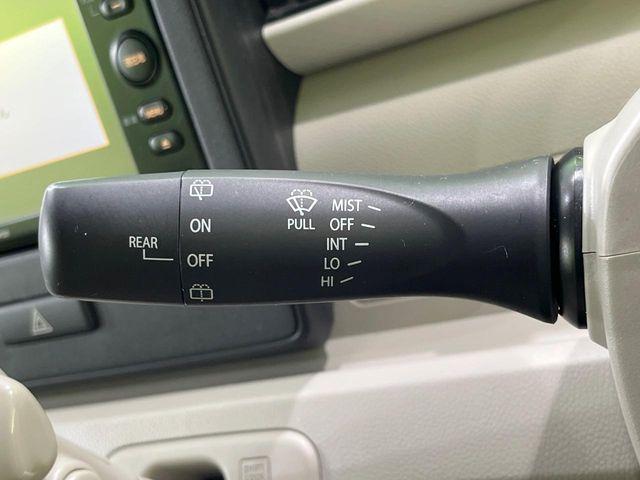 MIST
ON
PULL
OFF
REAR
OFF
INT
LO
HI